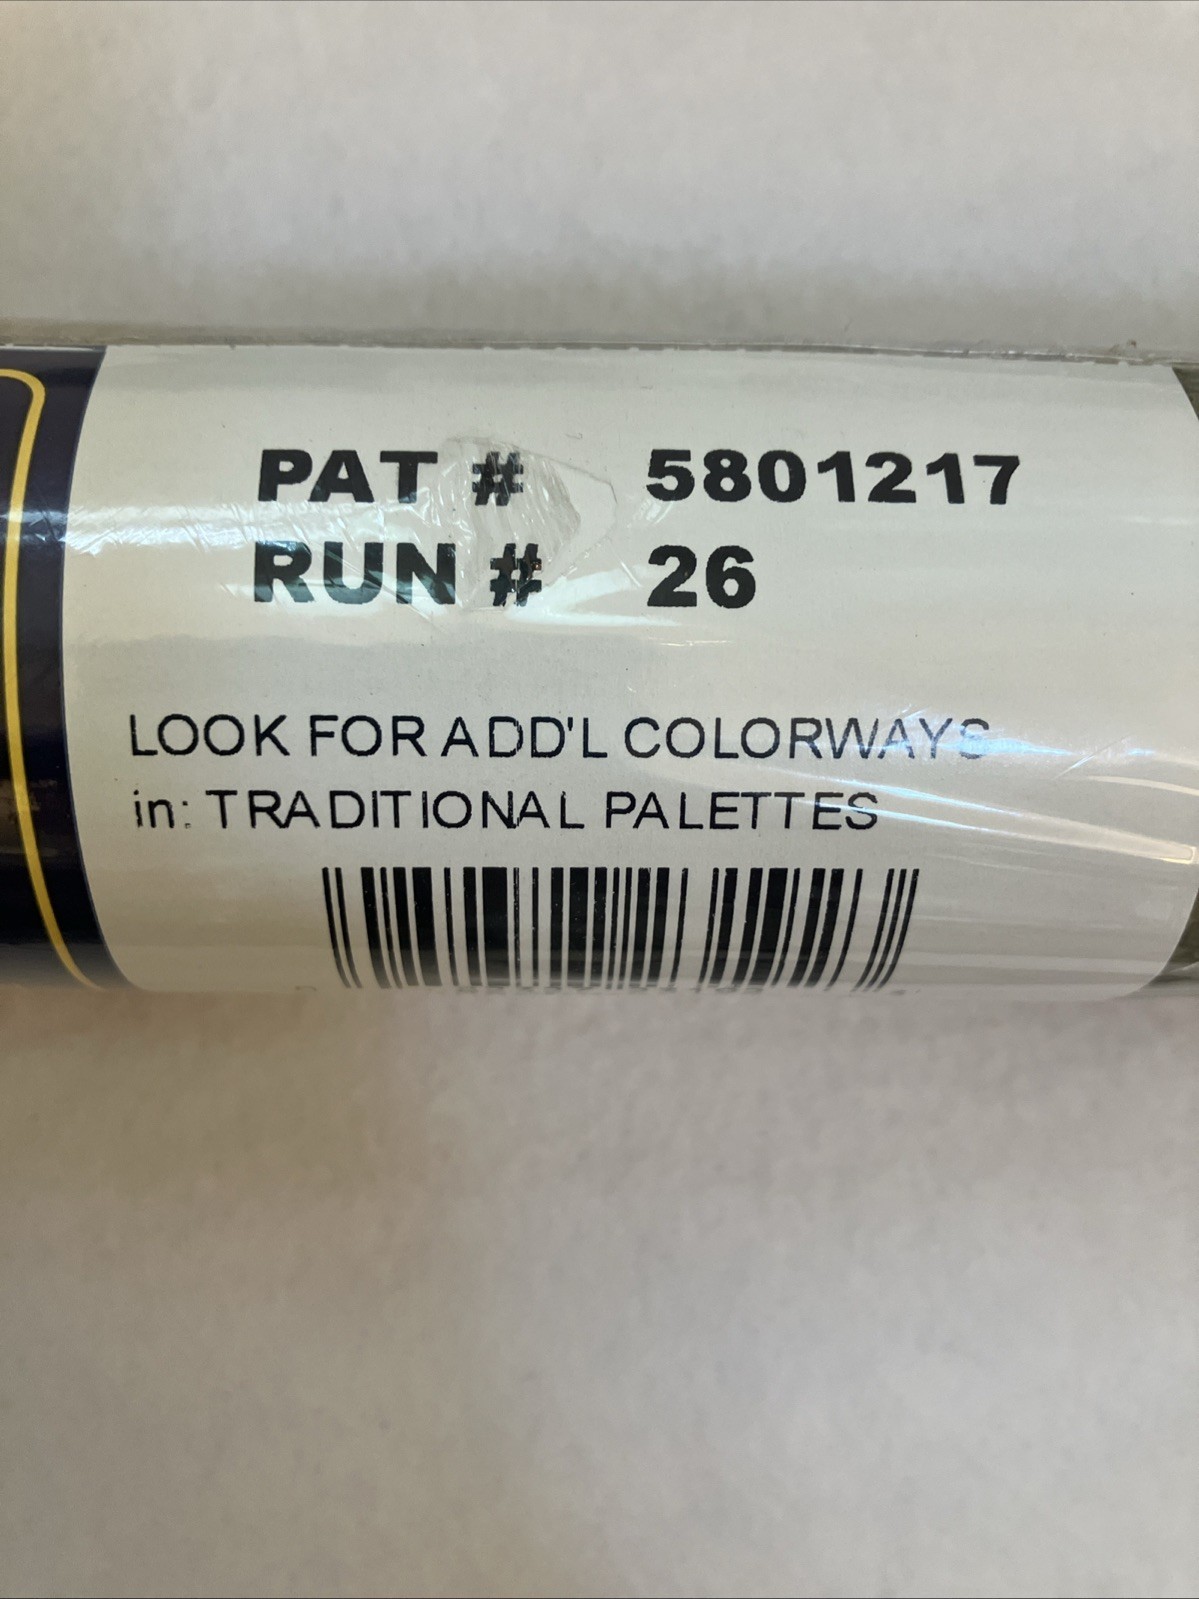 PAT # 5801217
RUN # 26
LOOK FOR ADD'L COLORWAYS
in: TRADITIONAL PALETTES